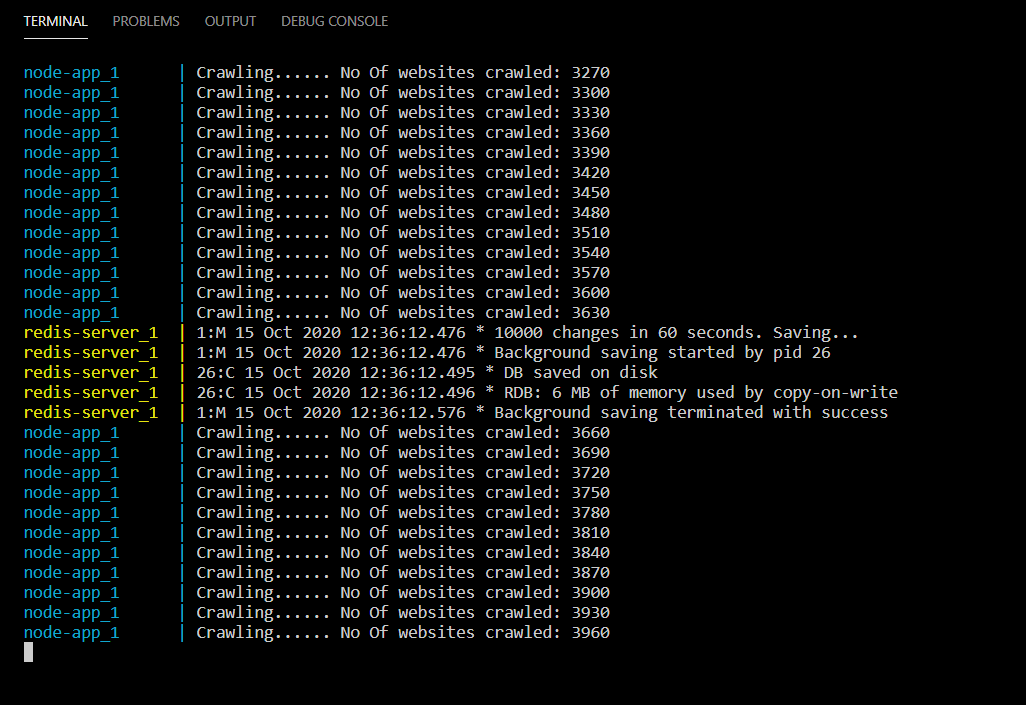 TERMINAL PROBLEMS OUTPUT DEBUG CONSOLE
node-app_1 | Crawling...... No Of websites crawled: 3270
node-app_1 | Crawling...... No Of websites crawled: 3300
node-app_1 | Crawling...... No Of websites crawled: 3330
node-app_1 | Crawling...... No Of websites crawled: 3360
node-app_1 | Crawling...... No Of websites crawled: 3390
node-app_1 | Crawling...... No Of websites crawled: 3420
node-app_1 | Crawling...... No Of websites crawled: 3450
node-app_1 | Crawling...... No Of websites crawled: 3480
node-app_1 | Crawling...... No Of websites crawled: 3510
node-app_1 | Crawling...... No Of websites crawled: 3540
node-app_1 | Crawling...... No Of websites crawled: 3570
node-app_1 | Crawling...... No Of websites crawled: 3600
node-app_1 | Crawling...... No Of websites crawled: 3630
redis-server_1 | 1:M 15 Oct 2020 12:36:12.476 * 10000 changes in 60 seconds. Saving...
redis-server_1 | 1:M 15 Oct 2020 12:36:12.476 * Background saving started by pid 26
redis-server_1 | 26:C 15 Oct 2020 12:36:12.495 * DB saved on disk
redis-server_1 | 26:C 15 Oct 2020 12:36:12.496 * RDB: 6 MB of memory used by copy-on-write
redis-server_1 | 1:M 15 Oct 2020 12:36:12.576 * Background saving terminated with success
node-app_1 | Crawling...... No Of websites crawled: 3660
node-app_1 | Crawling...... No Of websites crawled: 3690
node-app_1 | Crawling...... No Of websites crawled: 3720
node-app_1 | Crawling...... No Of websites crawled: 3750
node-app_1 | Crawling...... No Of websites crawled: 3780
node-app_1 | Crawling...... No Of websites crawled: 3810
node-app_1 | Crawling...... No Of websites crawled: 3840
node-app_1 | Crawling...... No Of websites crawled: 3870
node-app_1 | Crawling...... No Of websites crawled: 3900
node-app_1 | Crawling...... No Of websites crawled: 3930
node-app_1 | Crawling...... No Of websites crawled: 3960